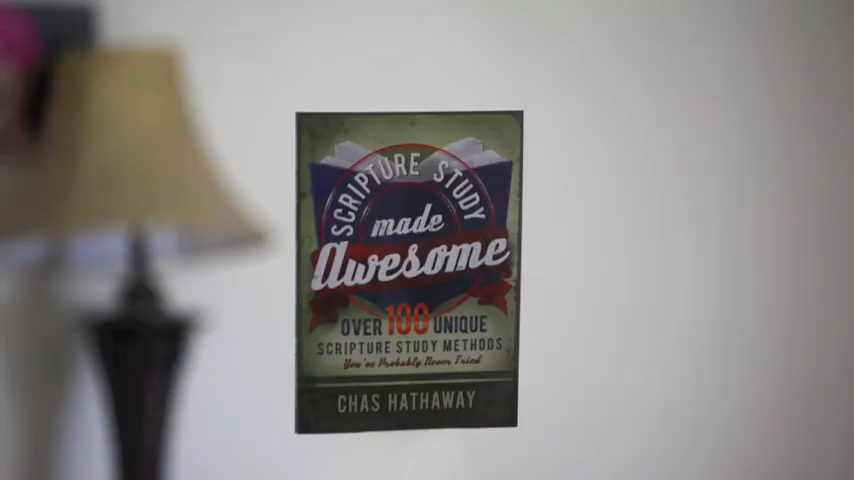 SCRIPTURE STUDY
made
Awesome
OVER 100 UNIQUE
SCRIPTURE STUDY METHODS
You've Probably Never Tried
CHAS HATHAWAY